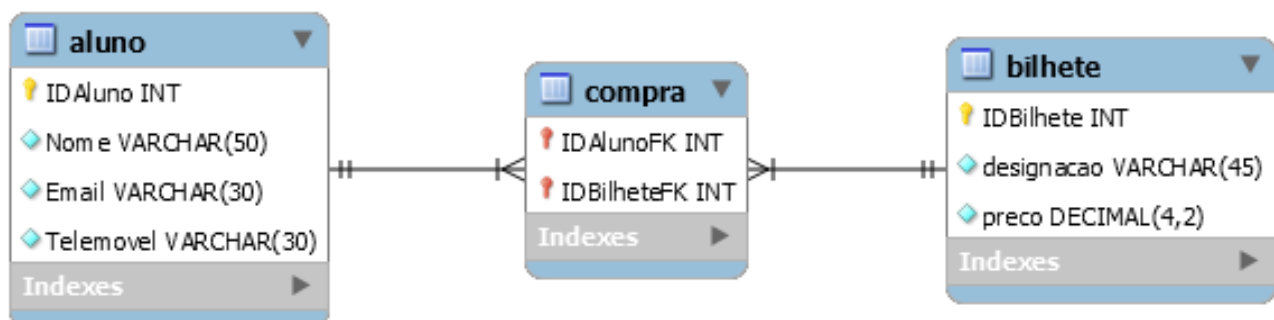 aluno
IDAluno INT
Nome VARCHAR(50)
Email VARCHAR(30)
Telemovel VARCHAR(30)
Indexes
compra
IDAlunoFK INT
IDBilheteFK INT
Indexes
bilhete
IDBilhete INT
designacao VARCHAR(45)
preco DECIMAL(4,2)
Indexes